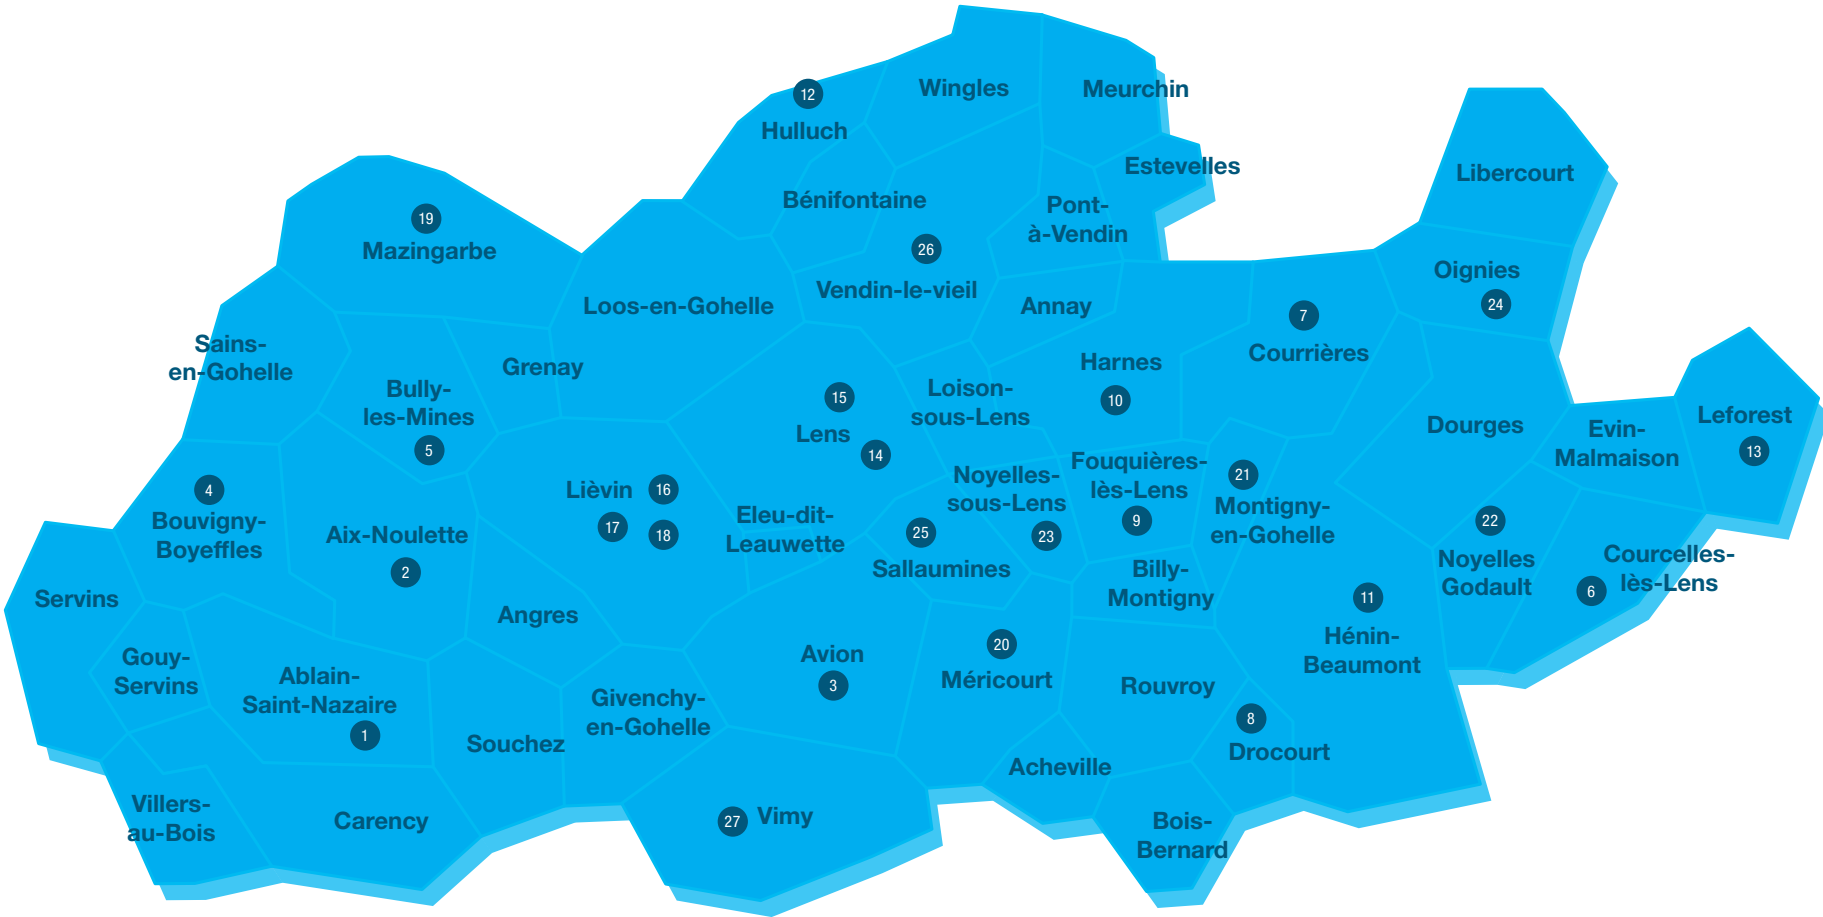 Wingles
Meurchin
12
Hulluch
Estevelles
Libercourt
Bénifontaine
Pont-
à-Vendin
19
Mazingarbe
26
Vendin-le-vieil
Oignies
24
Loos-en-Gohelle
Annay
7
Courrières
Sains-
en-Gohelle
Grenay
Harnes
10
Bully-
les-Mines
5
15
Lens
14
Loison-
sous-Lens
Dourges
Evin-
Malmaison
Leforest
13
4
Bouvigny-
Boyeffles
Lièvin
16
17
18
Noyelles-
sous-Lens
23
Fouquières-
lès-Lens
9
21
Montigny-
en-Gohelle
Aix-Noulette
2
Eleu-dit-
Leauwette
25
Sallaumines
22
Noyelles
Godault
Courcelles-
lès-Lens
6
Billy-
Montigny
Servins
Angres
11
Hénin-
Beaumont
Gouy-
Servins
Ablain-
Saint-Nazaire
1
Avion
3
20
Méricourt
Rouvroy
Givenchy-
en-Gohelle
Souchez
8
Drocourt
Acheville
Villers-
au-Bois
Carency
27
Vimy
Bois-
Bernard